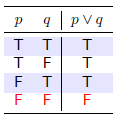 p q p ∨ q
T T T
T F T
F T T
F F F